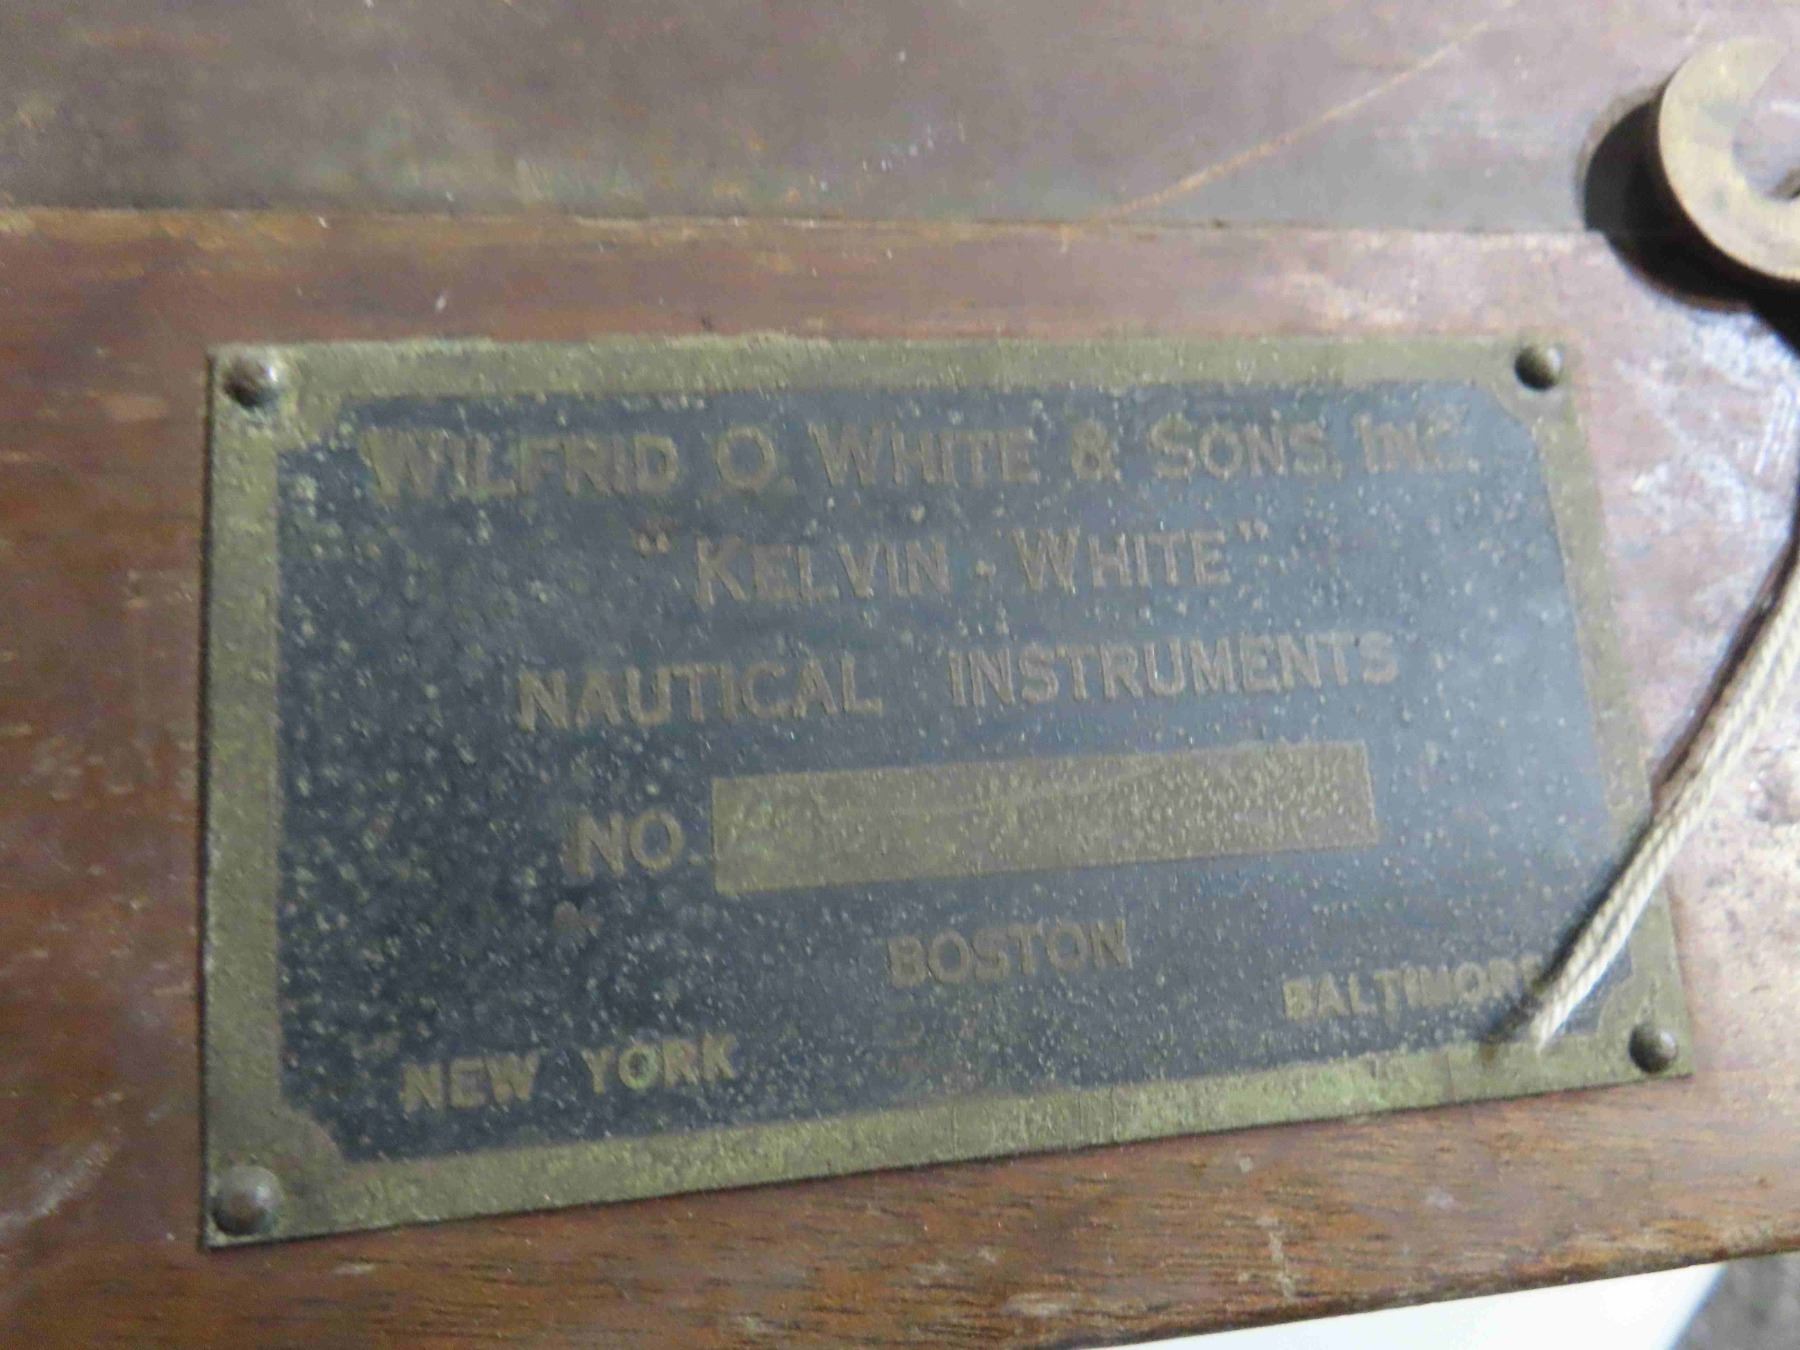 WILFRID O. WHITE & SONS, INC.
"KELVIN - WHITE"
NAUTICAL INSTRUMENTS
NO.
BOSTON
NEW YORK BALTIMORE